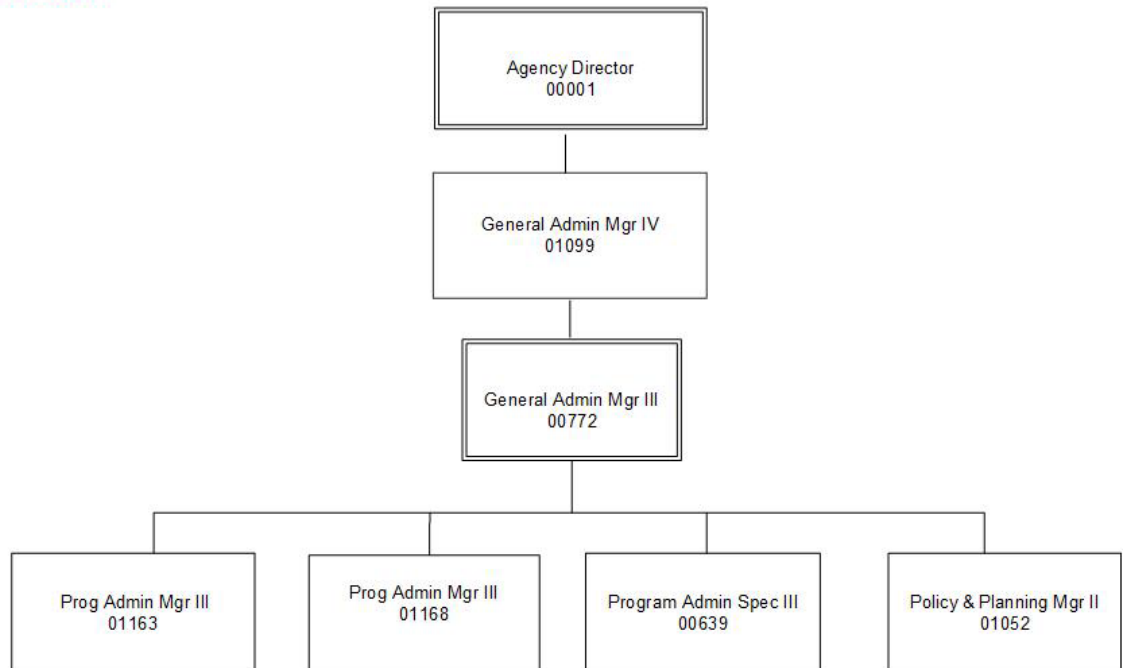 Agency Director
00001
General Admin Mgr IV
01099
General Admin Mgr III
00772
Prog Admin Mgr III
01163
Prog Admin Mgr III
01168
Program Admin Spec III
00639
Policy & Planning Mgr II
01052